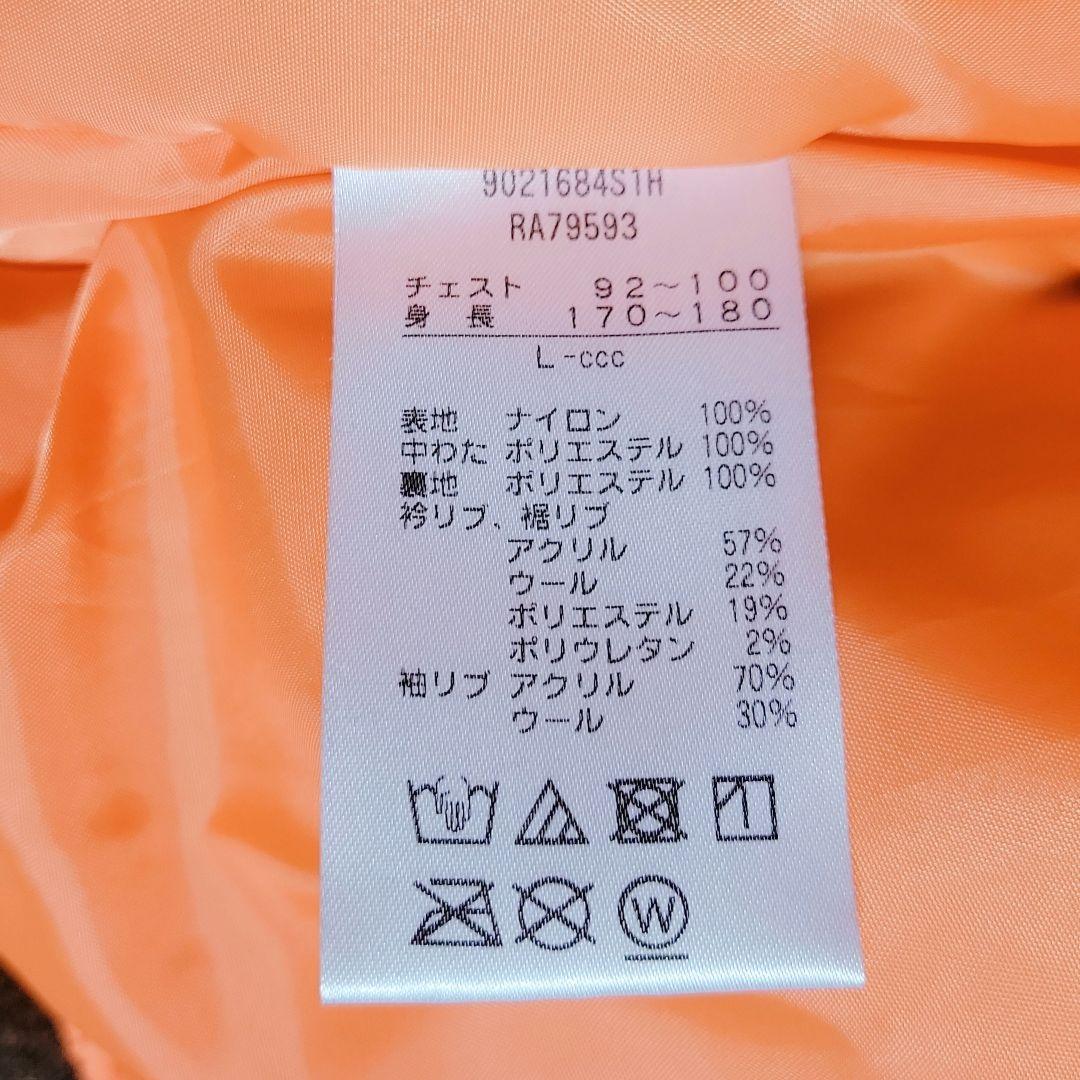 9021684S1H
RA79593
チェスト 92～100
身長 170～180
L-ccc
表地 ナイロン 100%
中わた ポリエステル 100%
裏地 ポリエステル 100%
衿リブ、裾リブ
アクリル 57%
ウール 22%
ポリエステル 19%
ポリウレタン 2%
袖リブ アクリル 70%
ウール 30%
W